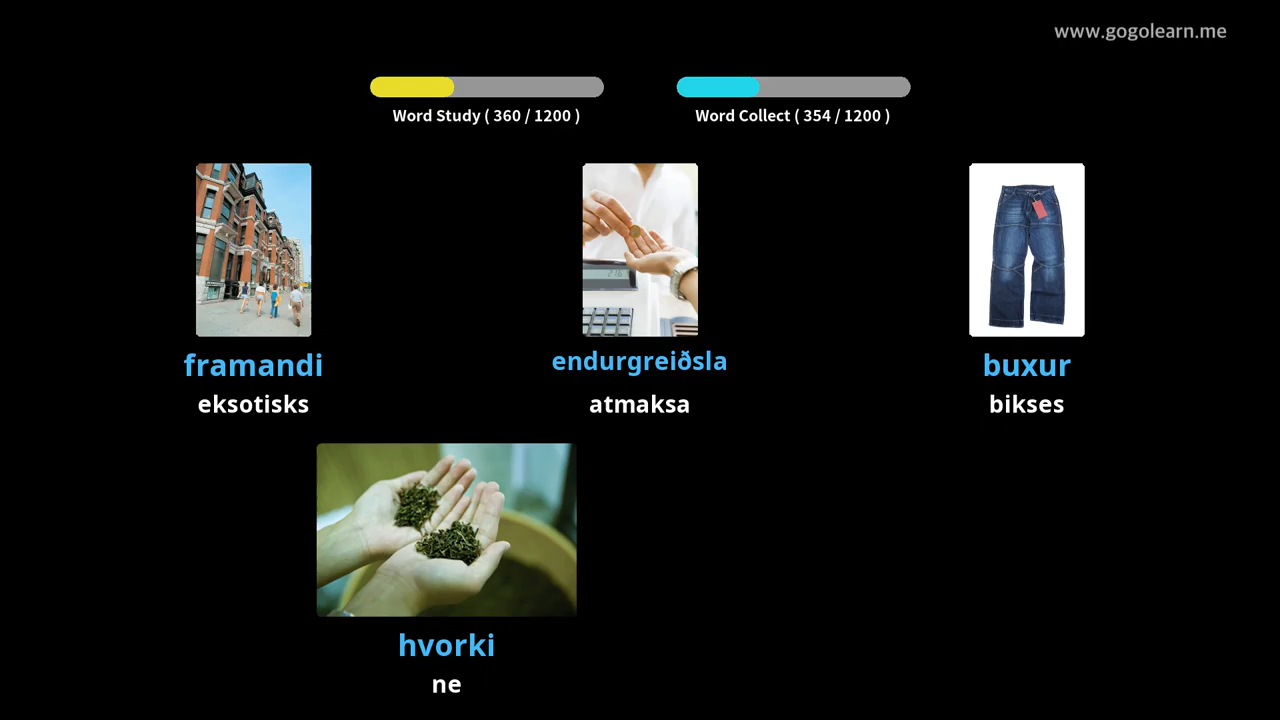 www.gogolearn.me
Word Study ( 360 / 1200 )
Word Collect ( 354 / 1200 )
framandi
eksotisks
endurgreiðsla
atmaksa
buxur
bikses
hvorki
ne